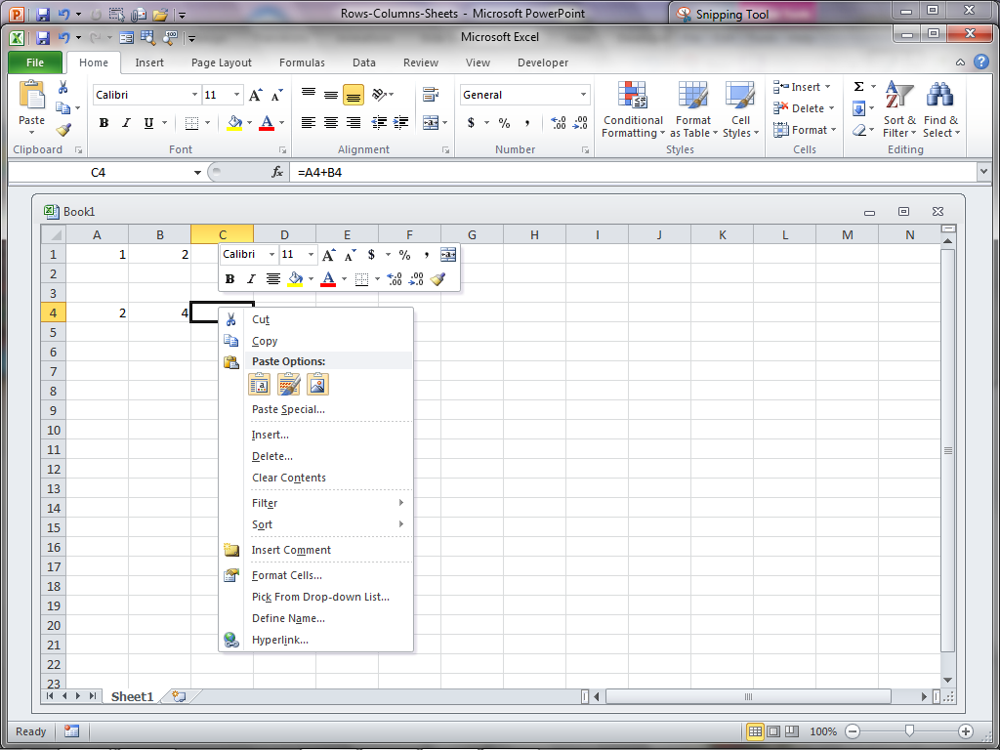 Rows-Columns-Sheets - Microsoft PowerPoint
Snipping Tool
Microsoft Excel
File Home Insert Page Layout Formulas Data Review View Developer
Paste
Calibri 11
B I U
General
$ % ,
Conditional Formatting
Format as Table
Cell Styles
Insert
Delete
Format
Σ
Sort & Filter
Find & Select
Clipboard Font Alignment Number Styles Cells Editing
C4 fx =A4+B4
Book1
A B C D E F G H I J K L M N
1 1 2
Calibri 11 A A $ % ,
2
B I A
3
4 2 4
5
6
7
8
9
10
11
12
13
14
15
16
17
18
19
20
21
22
23
Cut
Copy
Paste Options:
Paste Special...
Insert...
Delete...
Clear Contents
Filter
Sort
Insert Comment
Format Cells...
Pick From Drop-down List...
Define Name...
Hyperlink...
Sheet1
Ready 100%